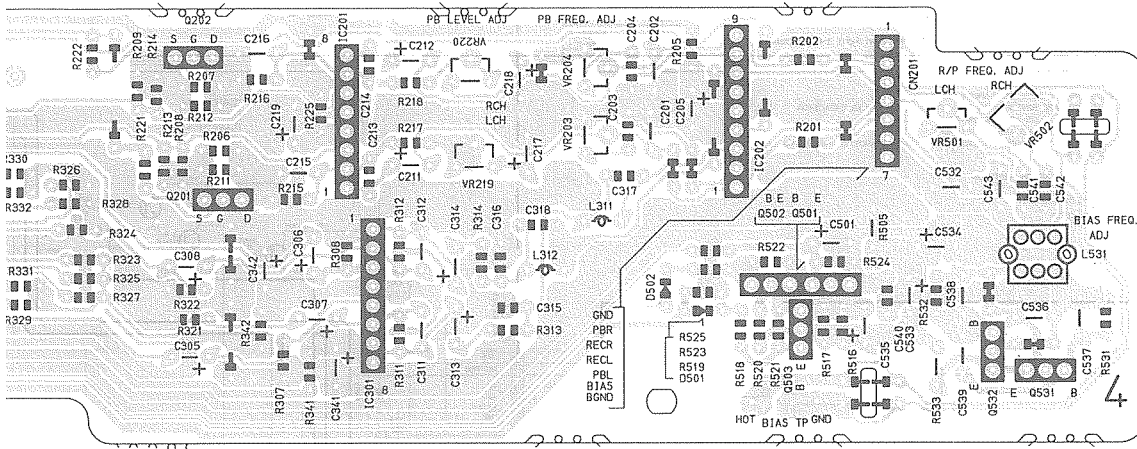 Q202
PB LEVEL ADJ
PB FREQ. ADJ
R222
R209
R214
S G D
C216
8
IC201
C212
VR220
C204
C202
R205
9
R202
1
CN201
R/P FREQ. ADJ
LCH
RCH
R207
R216
R212
R221
R213
R208
C219
R225
C214
R218
C218
VR204
RCH
LCH
C203
C201
C205
R201
VR501
VR502
R206
R217
C213
C217
VR203
IC202
R330
R326
R211
C215
C211
VR219
C317
7
R332
R328
Q201
R215
1
1
C532
C543
C541
C542
S G D
R312
C312
C314
R314
C316
C318
L311
B E B E
Q502 Q501
C501
R505
BIAS FREQ.
ADJ
R324
1
C306
R308
C534
L531
R323
C308
C342
L312
R522
R524
R331
R325
D502
R327
R322
C307
C315
GND
C538
R329
R321
R342
R313
PBR
R525
R532
C536
C305
RECR
R523
B
RECL
R519
R518
R520
R521
Q503
E
B
R517
R516
C535
C540
C533
PBL
D501
BIAS
BGND
R307
R341
C341
IC301
8
R311
C311
C313
HOT BIAS TP GND
R533
C539
E
Q532
E Q531 B
C537
R531
4